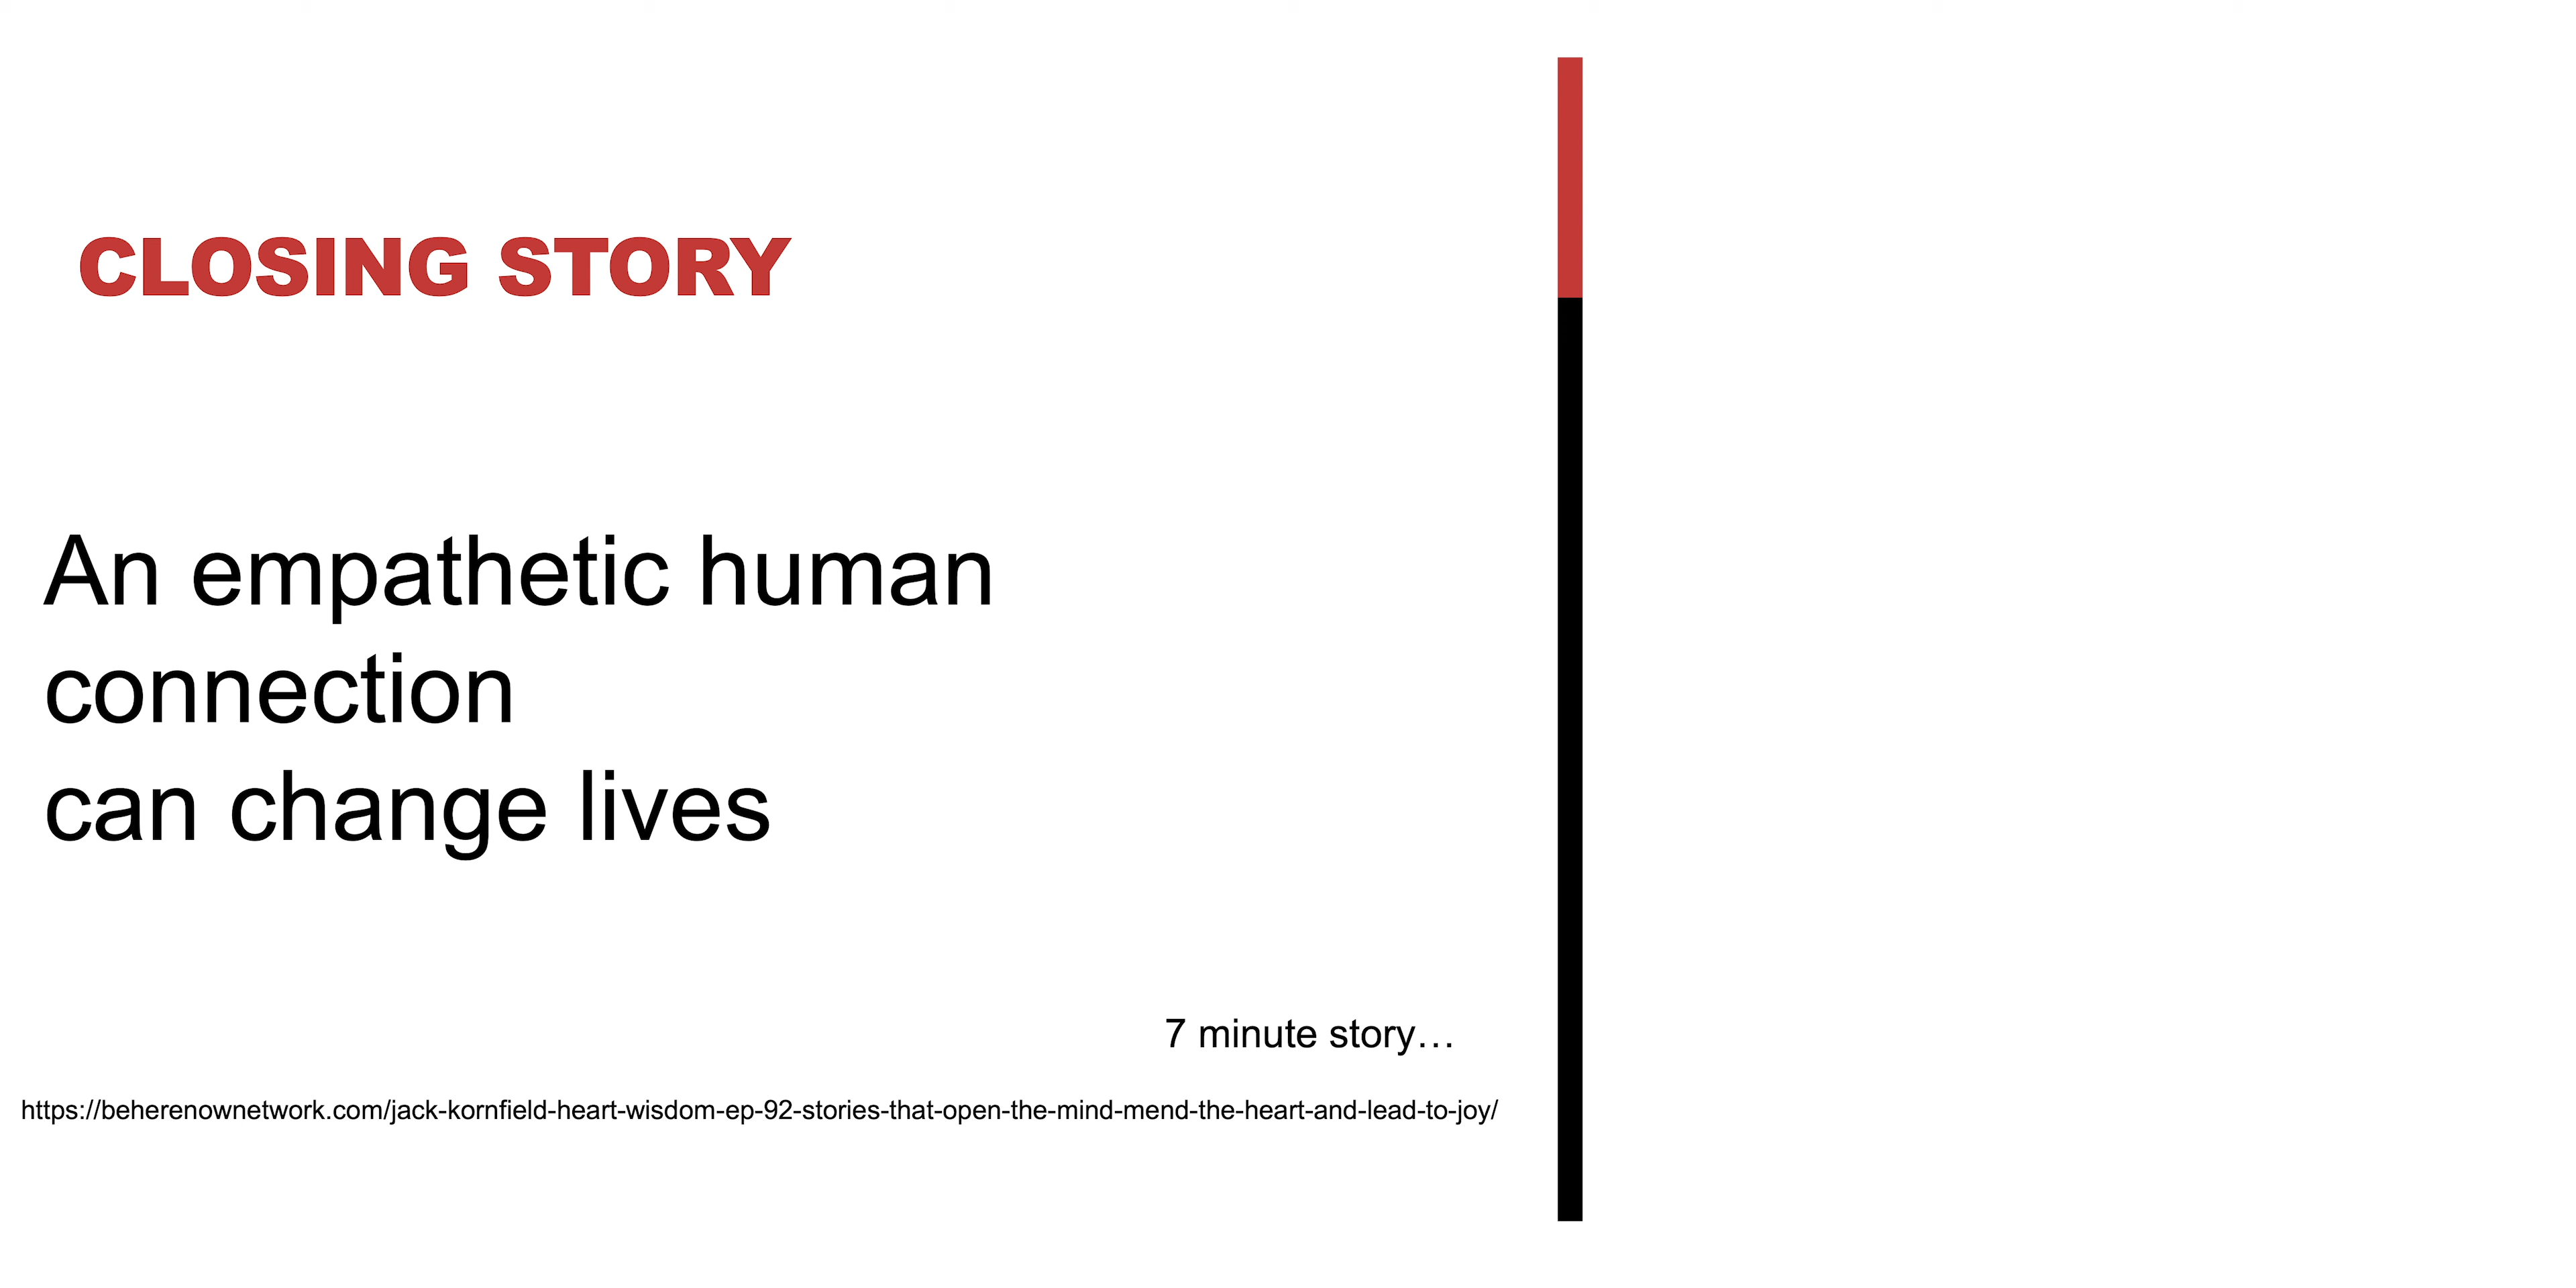 CLOSING STORY
An empathetic human
connection
can change lives
7 minute story…
https://beherenownetwork.com/jack-kornfield-heart-wisdom-ep-92-stories-that-open-the-mind-mend-the-heart-and-lead-to-joy/